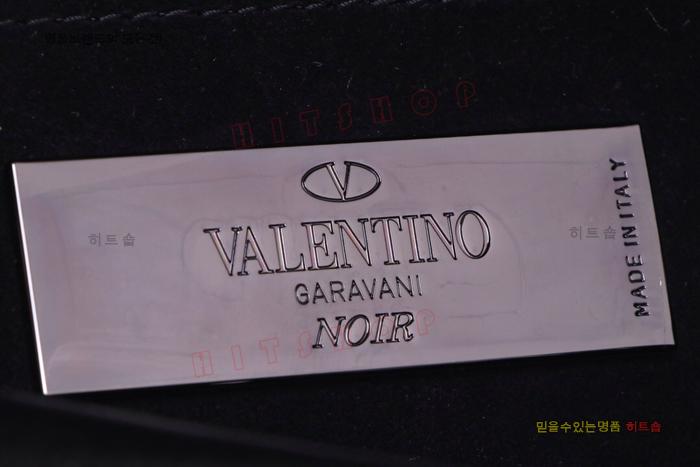 HITSHOP
V
VALENTINO
GARAVANI
NOIR
MADE IN ITALY
히트숍
히트숍
HITSHOP
믿을수있는명품 히트숍